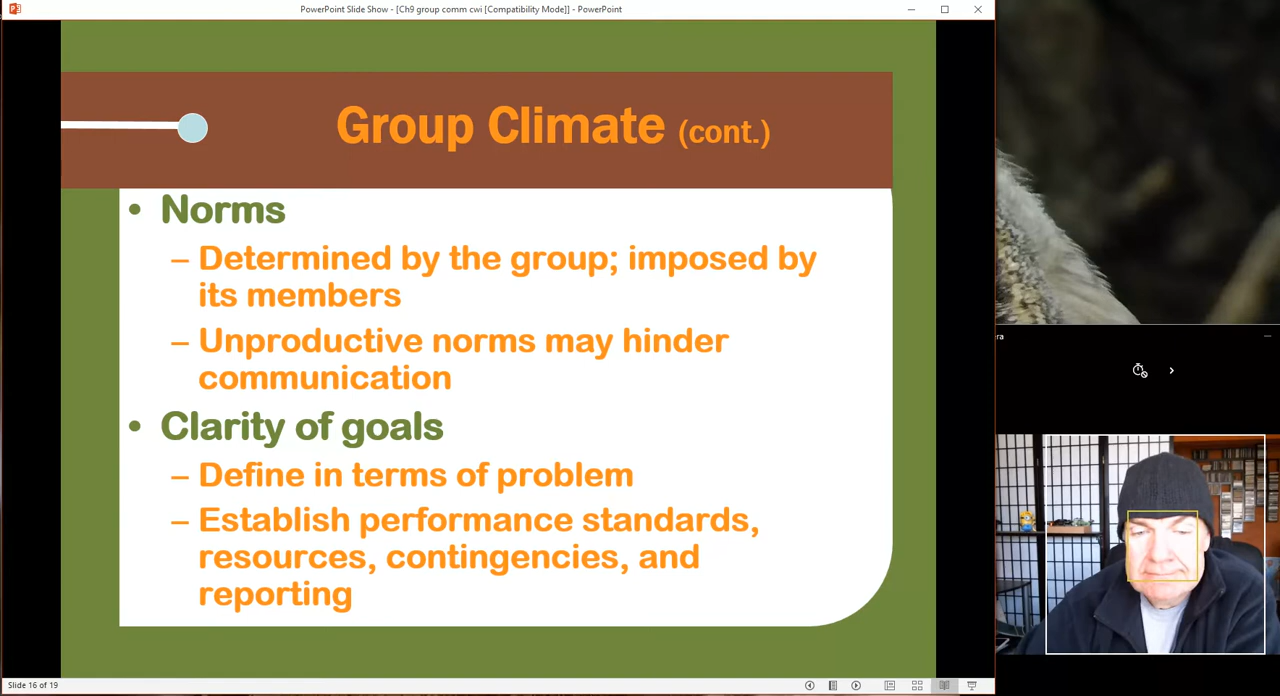 PowerPoint Slide Show - [Ch9 group comm cwi [Compatibility Mode]] - PowerPoint
Group Climate (cont.)
• Norms
– Determined by the group; imposed by
its members
– Unproductive norms may hinder
communication
• Clarity of goals
– Define in terms of problem
– Establish performance standards,
resources, contingencies, and
reporting
era
Slide 16 of 19